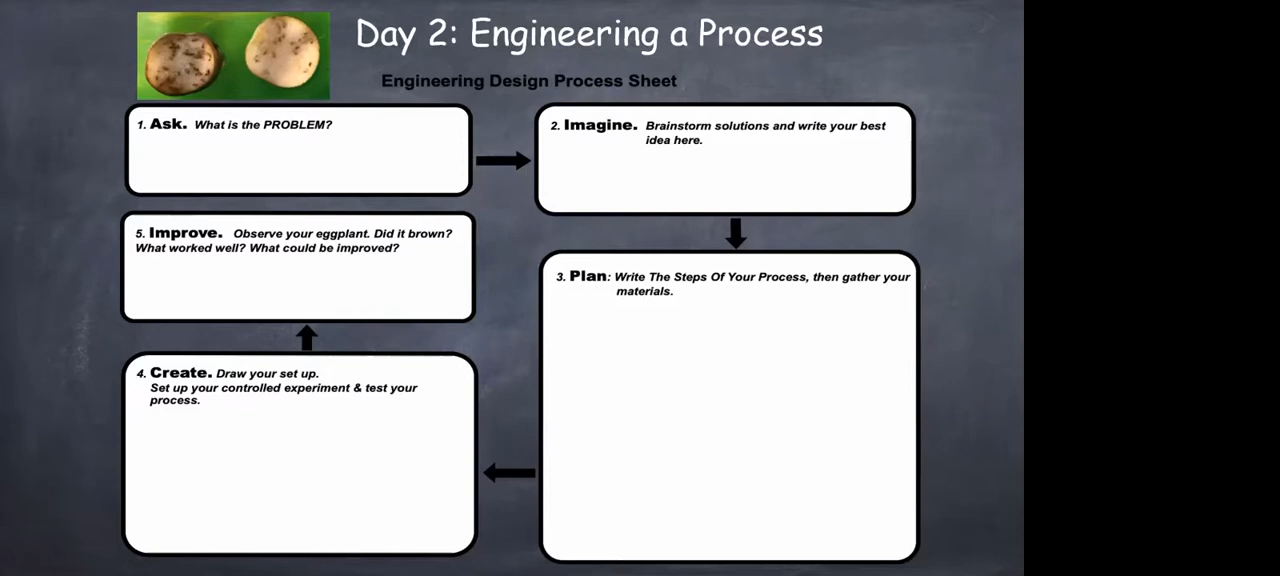 Day 2: Engineering a Process
Engineering Design Process Sheet
1. Ask. What is the PROBLEM?
2. Imagine. Brainstorm solutions and write your best
idea here.
3. Plan: Write The Steps Of Your Process, then gather your
materials.
4. Create. Draw your set up.
Set up your controlled experiment & test your
process.
5. Improve. Observe your eggplant. Did it brown?
What worked well? What could be improved?